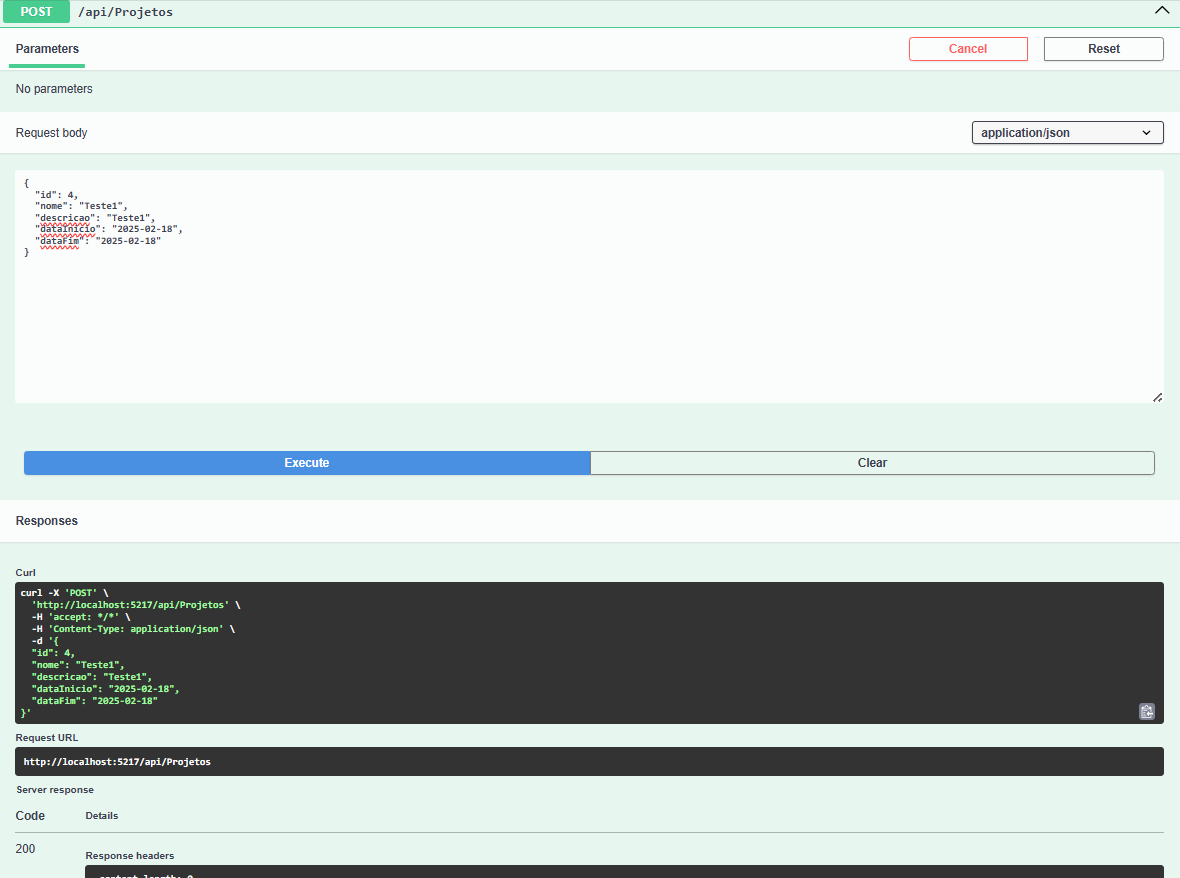 POST /api/Projetos
Parameters
Cancel
Reset
No parameters
Request body
application/json
{
"id": 4,
"nome": "Teste1",
"descricao": "Teste1",
"dataInicio": "2025-02-18",
"dataFim": "2025-02-18"
}
Execute
Clear
Responses
Curl
curl -X 'POST' \
'http://localhost:5217/api/Projetos' \
-H 'accept: */*' \
-H 'Content-Type: application/json' \
-d '{
"id": 4,
"nome": "Teste1",
"descricao": "Teste1",
"dataInicio": "2025-02-18",
"dataFim": "2025-02-18"
}'
Request URL
http://localhost:5217/api/Projetos
Server response
Code Details
200
Response headers
content-length: 0